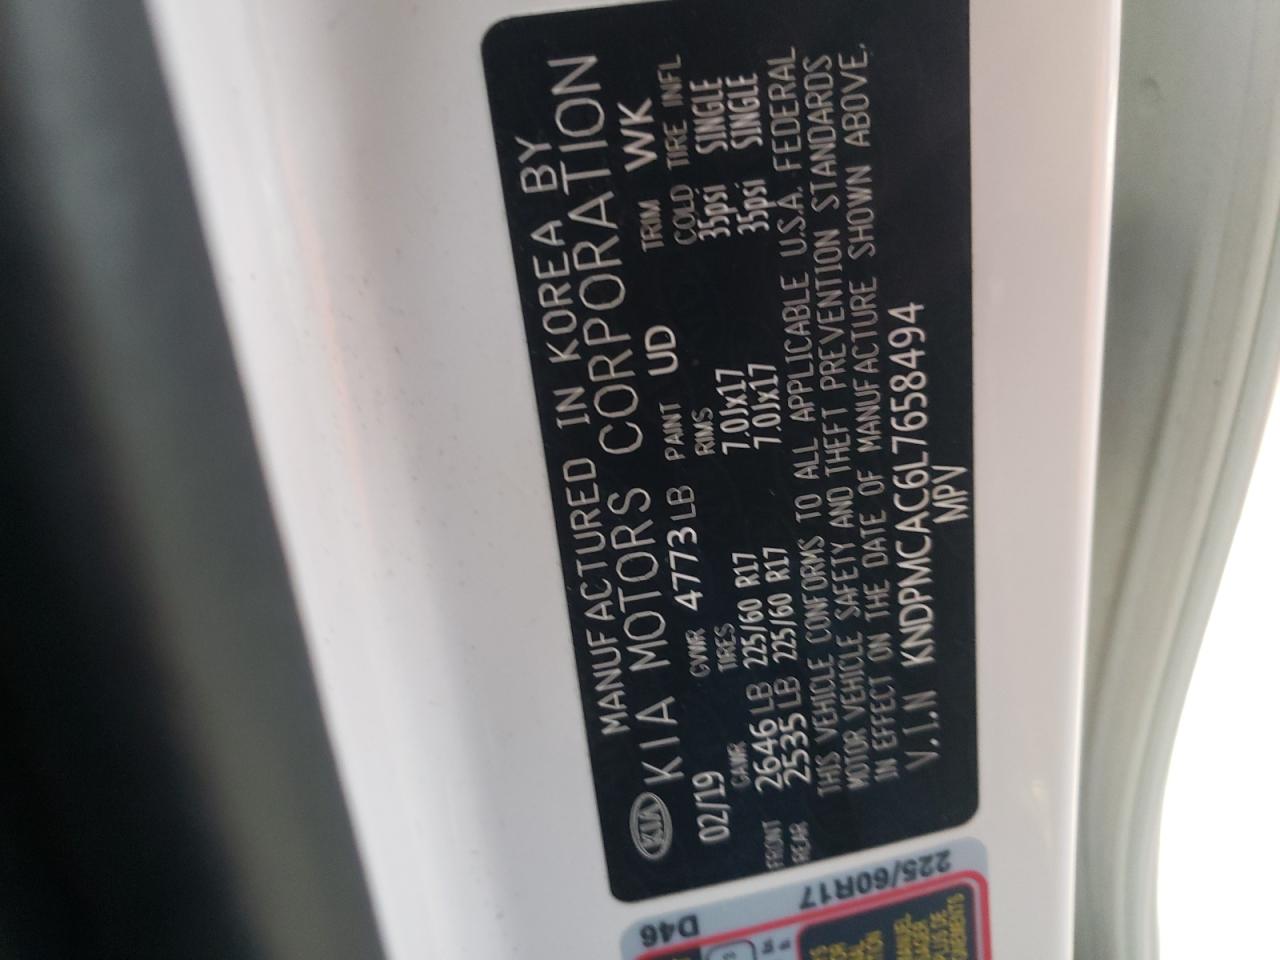 MANUFACTURED IN KOREA BY
KIA KIA MOTORS CORPORATION
02/19 GVWR 4773LB PAINT UD TRIM WK
GAWR TIRES RIMS COLD TIRE INFL
FRONT 2646LB 225/60 R17 7.0Jx17 35psi SINGLE
REAR 2535LB 225/60 R17 7.0Jx17 35psi SINGLE
THIS VEHICLE CONFORMS TO ALL APPLICABLE U.S.A. FEDERAL
MOTOR VEHICLE SAFETY AND THEFT PREVENTION STANDARDS
IN EFFECT ON THE DATE OF MANUFACTURE SHOWN ABOVE.
V.I.N KNDPMCAC6L7658494
MPV
D46
225/60R17
MANUEL